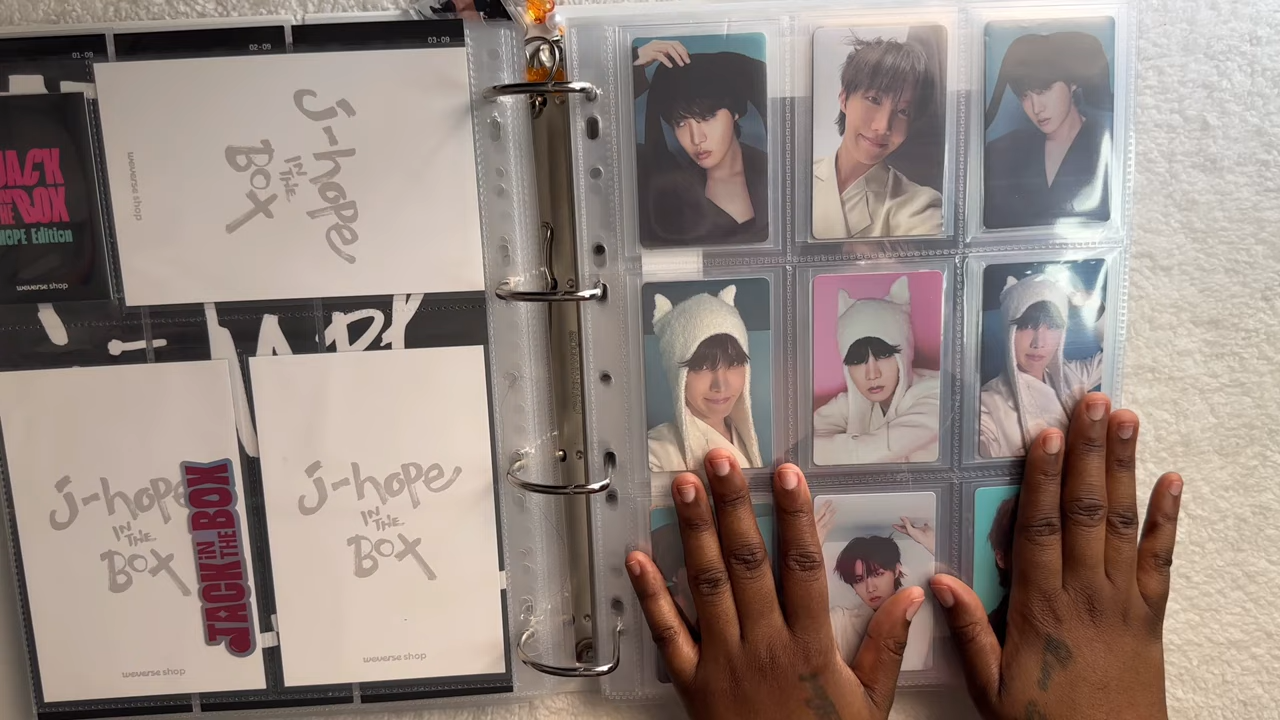 01-09
02-09
03-09
JACK
IN THE
BOX
HOPE Edition
weverse shop
j-hope
IN THE
BOX
weverse shop
j-hope
IN THE
BOX
weverse shop
JACK IN THE BOX
j-hope
IN THE
BOX
weverse shop